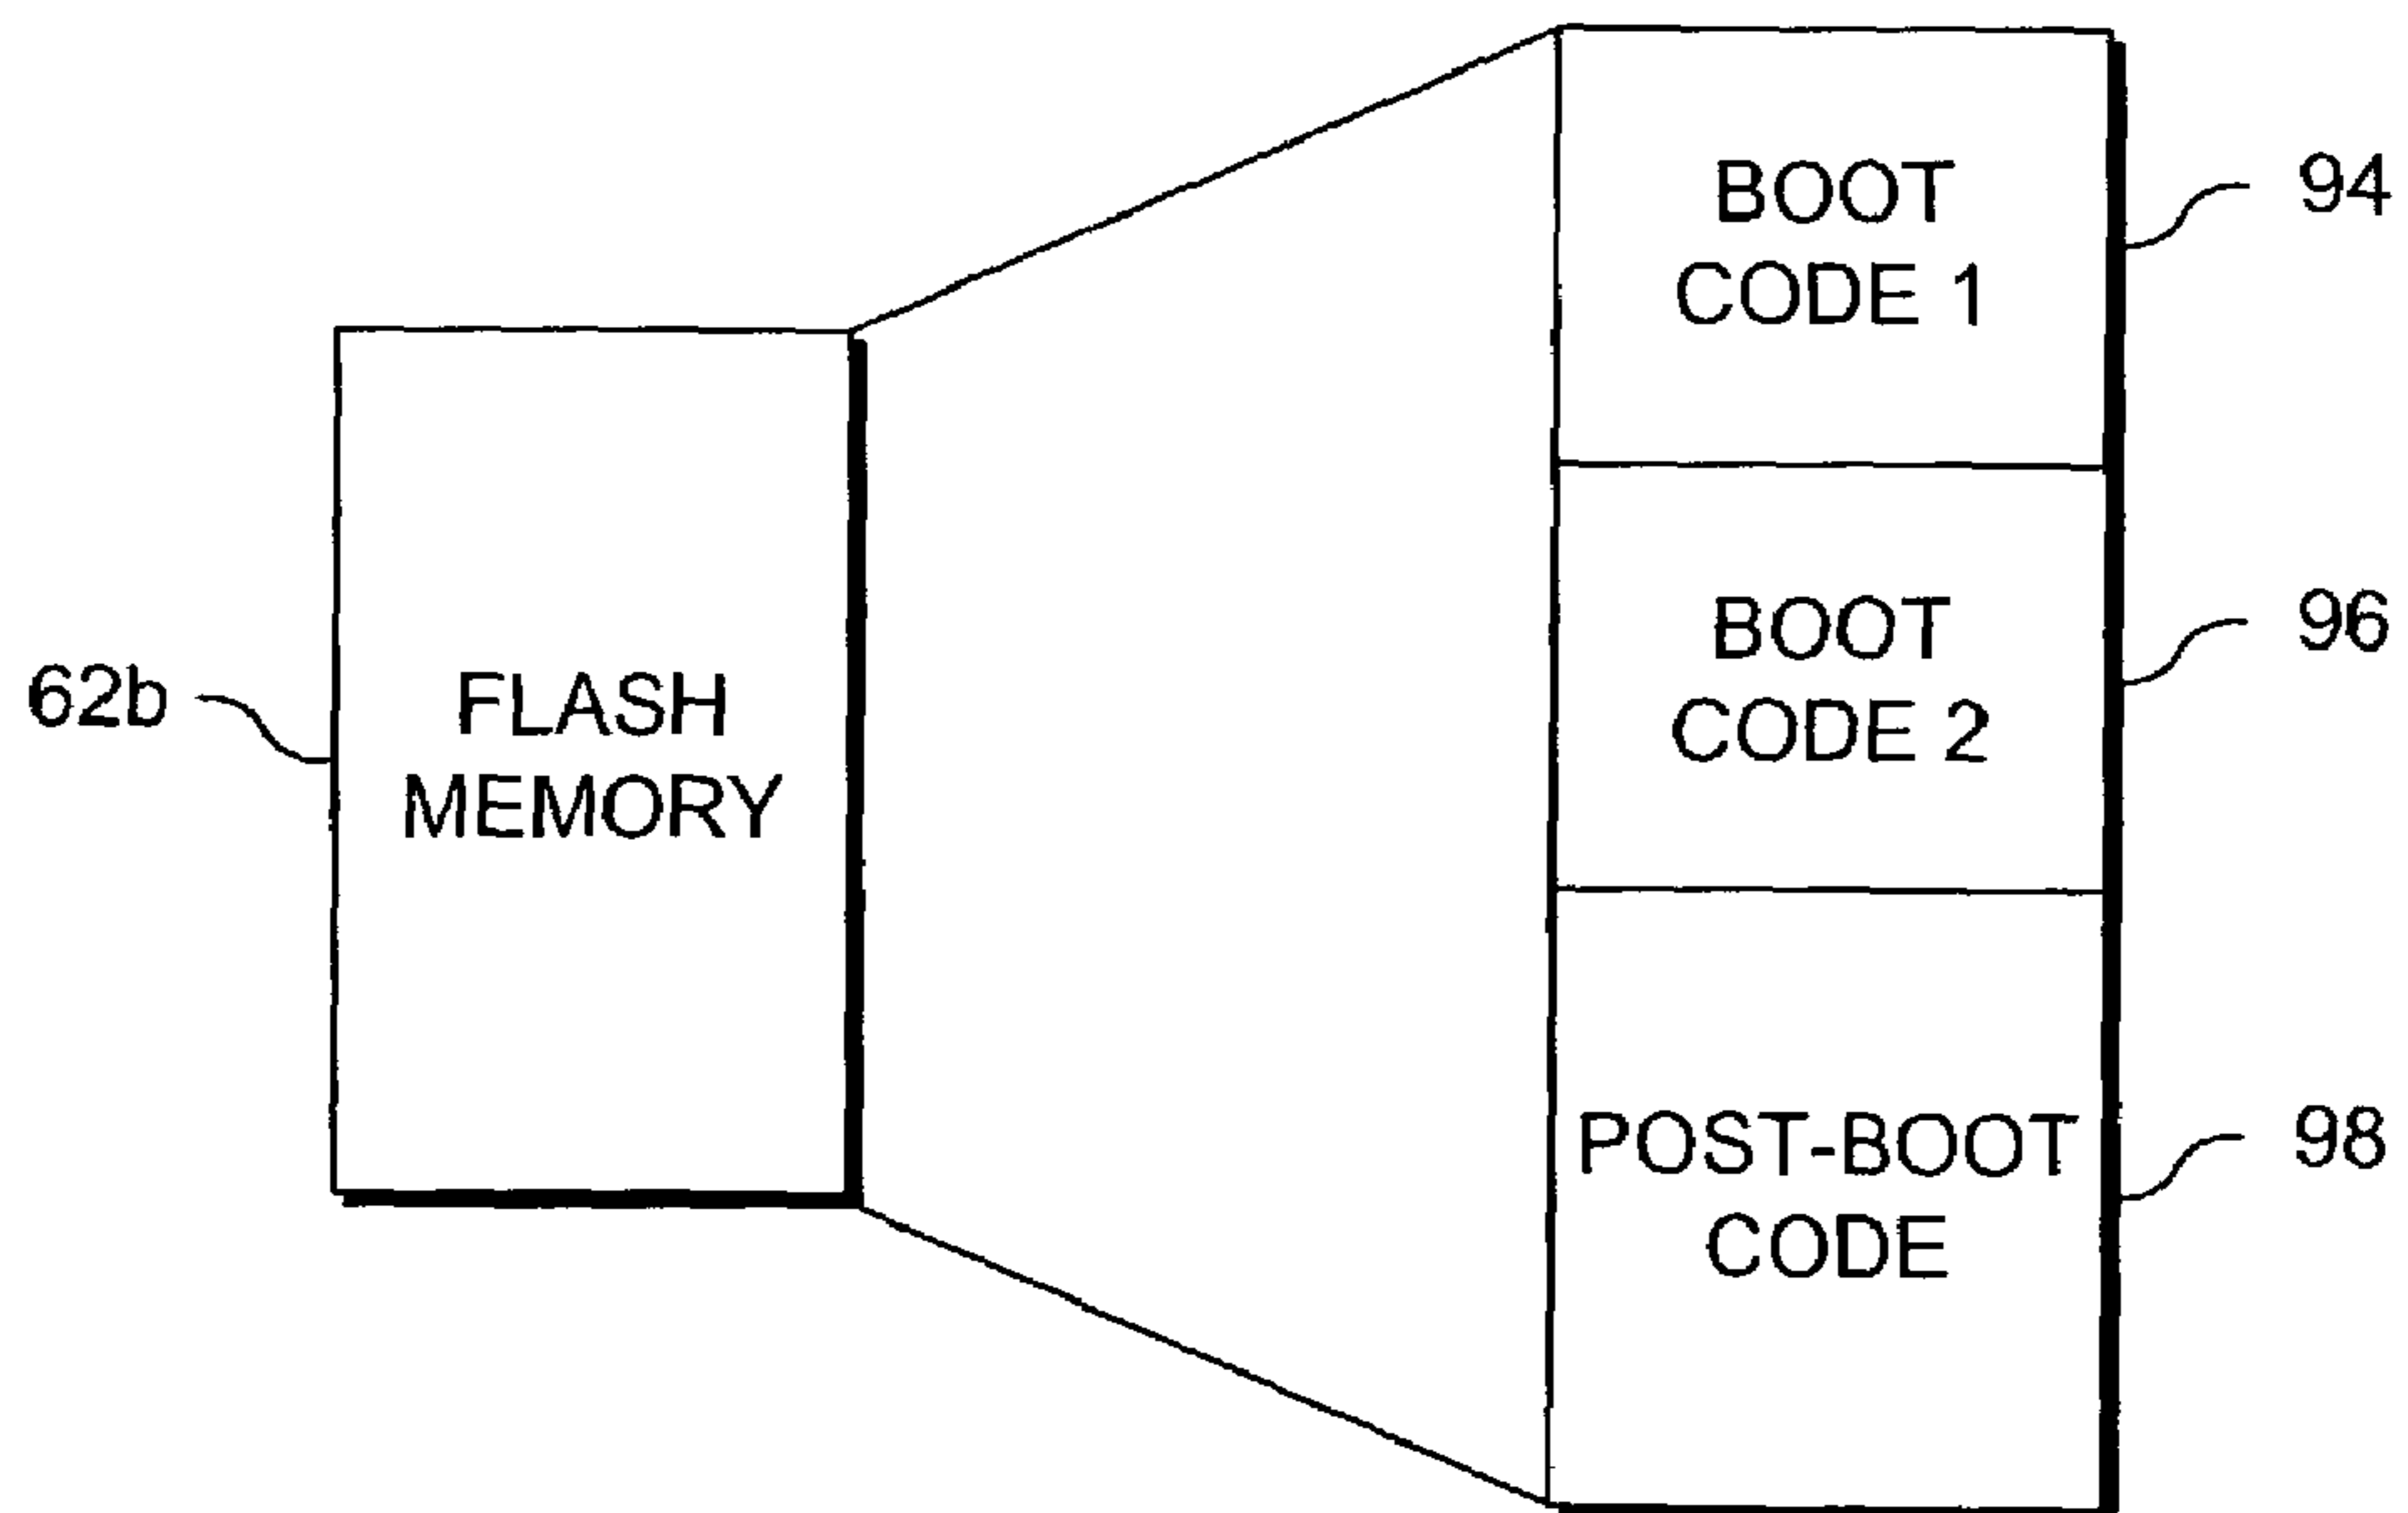 62b
FLASH
MEMORY
BOOT
CODE 1
94
BOOT
CODE 2
96
POST-BOOT
CODE
98